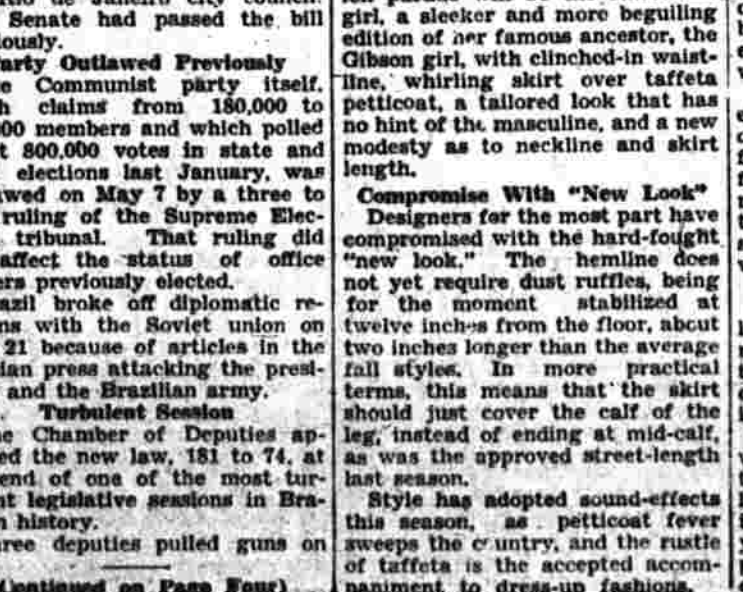 Senate had passed the bill
iously.
arty Outlawed Previously
e Communist party itself,
h claims from 180,000 to
00 members and which polled
t 800,000 votes in state and
elections last January, was
wed on May 7 by a three to
ruling of the Supreme Elec-
tribunal. That ruling did
affect the status of office
ers previously elected.
azil broke off diplomatic re-
ns with the Soviet union on
21 because of articles in the
ian press attacking the presi-
and the Brazilian army.
Turbulent Session
e Chamber of Deputies ap-
ed the new law, 181 to 74, at
end of one of the most tur-
nt legislative sessions in Bra-
n history.
ree deputies pulled guns on
(Continued on Page Four)
girl, a sleeker and more beguiling
edition of her famous ancestor, the
Gibson girl, with clinched-in waist-
line, whirling skirt over taffeta
petticoat, a tailored look that has
no hint of the masculine, and a new
modesty as to neckline and skirt
length.
Compromise With "New Look"
Designers for the most part have
compromised with the hard-fought
"new look." The hemline does
not yet require dust ruffles, being
for the moment stabilized at
twelve inches from the floor, about
two inches longer than the average
fall styles. In more practical
terms, this means that the skirt
should just cover the calf of the
leg, instead of ending at mid-calf,
as was the approved street-length
last season.
Style has adopted sound-effects
this season, as petticoat fever
sweeps the c untry, and the rustle
of taffeta is the accepted accom-
paniment to dress-up fashions.